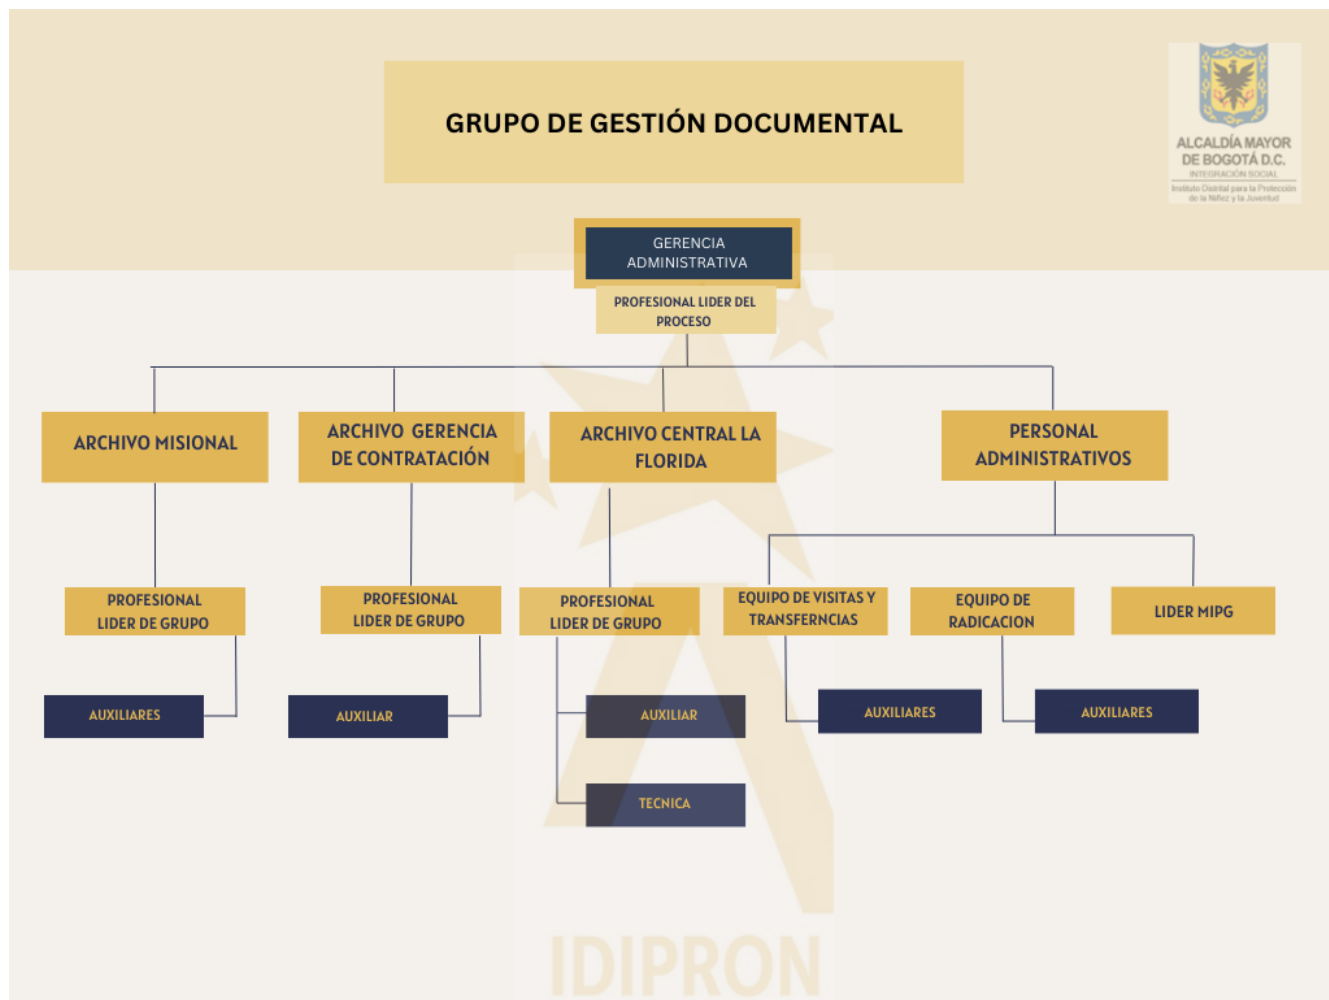 GRUPO DE GESTIÓN DOCUMENTAL
ALCALDÍA MAYOR
DE BOGOTÁ D.C.
INTEGRACIÓN SOCIAL
Instituto Distrital para la Protección
de la Niñez y la Juventud
GERENCIA
ADMINISTRATIVA
PROFESIONAL LIDER DEL
PROCESO
ARCHIVO MISIONAL
ARCHIVO GERENCIA
DE CONTRATACIÓN
ARCHIVO CENTRAL LA
FLORIDA
PERSONAL
ADMINISTRATIVOS
PROFESIONAL
LIDER DE GRUPO
PROFESIONAL
LIDER DE GRUPO
PROFESIONAL
LIDER DE GRUPO
EQUIPO DE VISITAS Y
TRANSFERNCIAS
EQUIPO DE
RADICACION
LIDER MIPG
AUXILIARES
AUXILIAR
AUXILIAR
AUXILIARES
AUXILIARES
TECNICA
IDIPRON